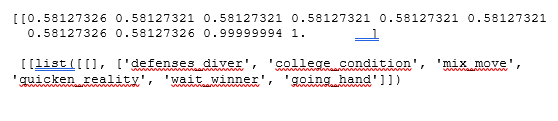 [[0.58127326 0.58127321 0.58127321 0.58127321 0.58127321 0.58127321
0.58127326 0.58127326 0.99999994 1. ]
[[list([[], ['defenses_diver', 'college_condition', 'mix_move',
'quicken_reality', 'wait_winner', 'going_hand']])